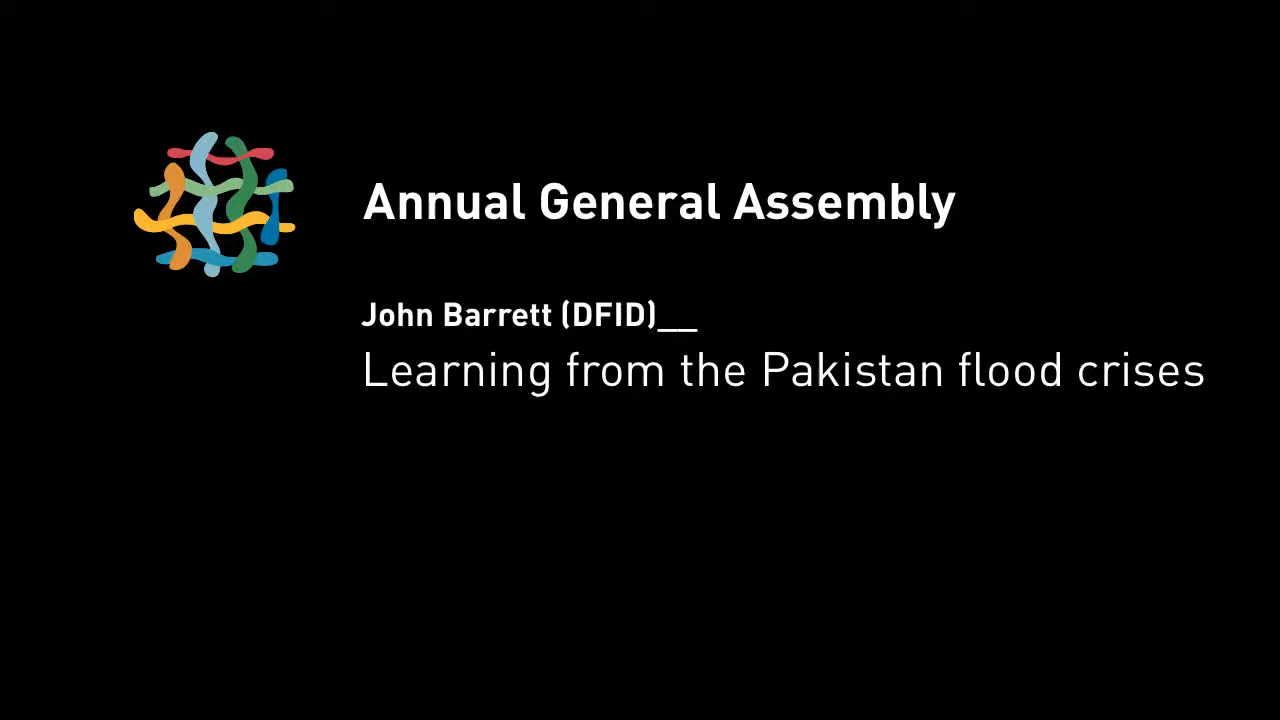 Annual General Assembly
John Barrett (DFID)__
Learning from the Pakistan flood crises